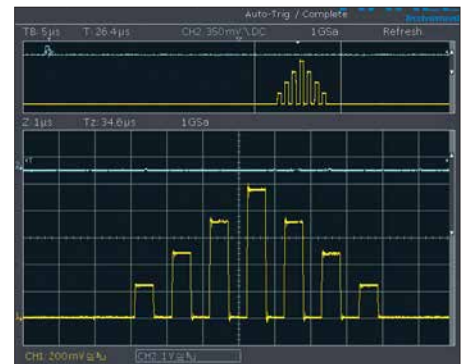 Auto-Trig / Complete
Instruments
TB: 5µs T: 26.4µs CH2: 350mV \ DC 1GSa Refresh
Z: 1µs Tz: 34.6µs 1GSa
CH1: 200mV CH2: 1V